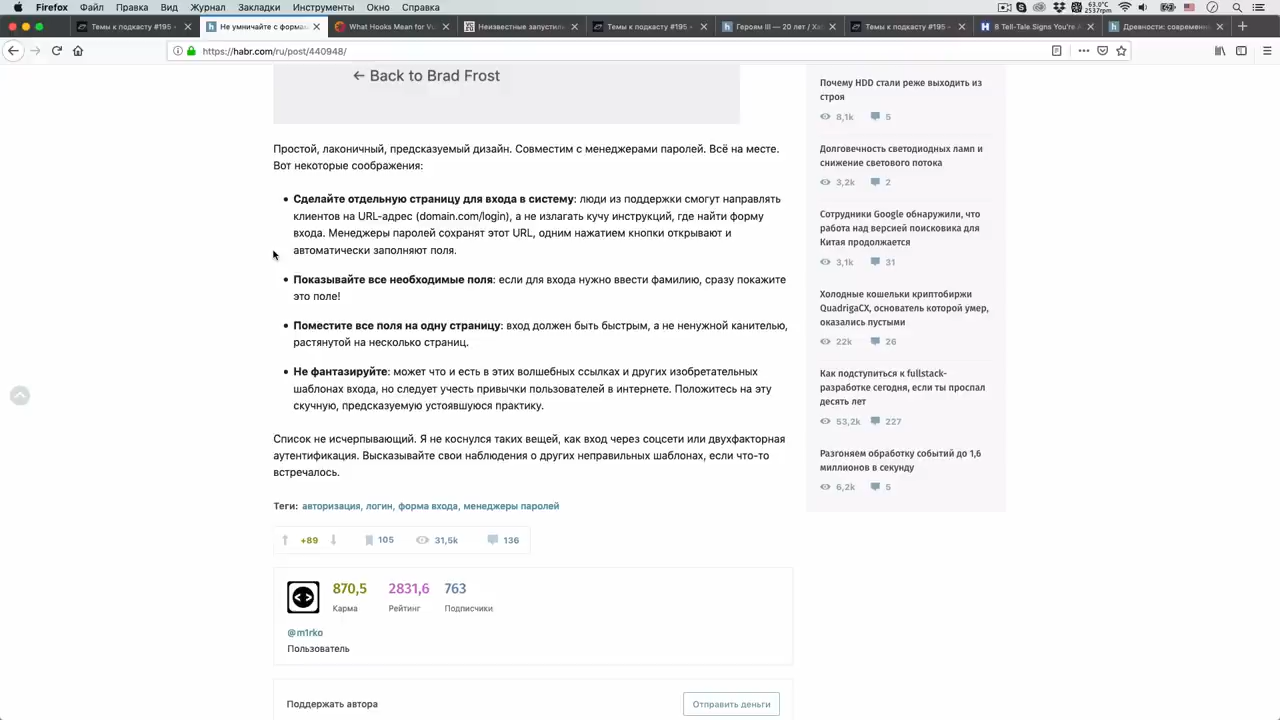 Firefox Файл Правка Вид Журнал Закладки Инструменты Окно Справка 63.0°C 2537rpm
Темы к подкасту #195 - Не умничайте с формам What Hooks Mean for Vu Неизвестные запустили Темы к подкасту #195 - Героям III — 20 лет / Ха Темы к подкасту #195 - 8 Tell-Tale Signs You're A Древности: современн
https://habr.com/ru/post/440948/
← Back to Brad Frost
Простой, лаконичный, предсказуемый дизайн. Совместим с менеджерами паролей. Всё на месте.
Вот некоторые соображения:
• Сделайте отдельную страницу для входа в систему: люди из поддержки смогут направлять
клиентов на URL-адрес (domain.com/login), а не излагать кучу инструкций, где найти форму
входа. Менеджеры паролей сохранят этот URL, одним нажатием кнопки открывают и
автоматически заполняют поля.
• Показывайте все необходимые поля: если для входа нужно ввести фамилию, сразу покажите
это поле!
• Поместите все поля на одну страницу: вход должен быть быстрым, а не ненужной канителью,
растянутой на несколько страниц.
• Не фантазируйте: может что и есть в этих волшебных ссылках и других изобретательных
шаблонах входа, но следует учесть привычки пользователей в интернете. Положитесь на эту
скучную, предсказуемую устоявшуюся практику.
Список не исчерпывающий. Я не коснулся таких вещей, как вход через соцсети или двухфакторная
аутентификация. Высказывайте свои наблюдения о других неправильных шаблонах, если что-то
встречалось.
Теги: авторизация, логин, форма входа, менеджеры паролей
+89 105 31,5k 136
870,5 2831,6 763
Карма Рейтинг Подписчики
@m1rko
Пользователь
Поддержать автора Отправить деньги
Почему HDD стали реже выходить из
строя
8,1k 5
Долговечность светодиодных ламп и
снижение светового потока
3,2k 2
Сотрудники Google обнаружили, что
работа над версией поисковика для
Китая продолжается
3,1k 31
Холодные кошельки криптобиржи
QuadrigaCX, основатель которой умер,
оказались пустыми
22k 26
Как подступиться к fullstack-
разработке сегодня, если ты проспал
десять лет
53,2k 227
Разгоняем обработку событий до 1,6
миллионов в секунду
6,2k 5